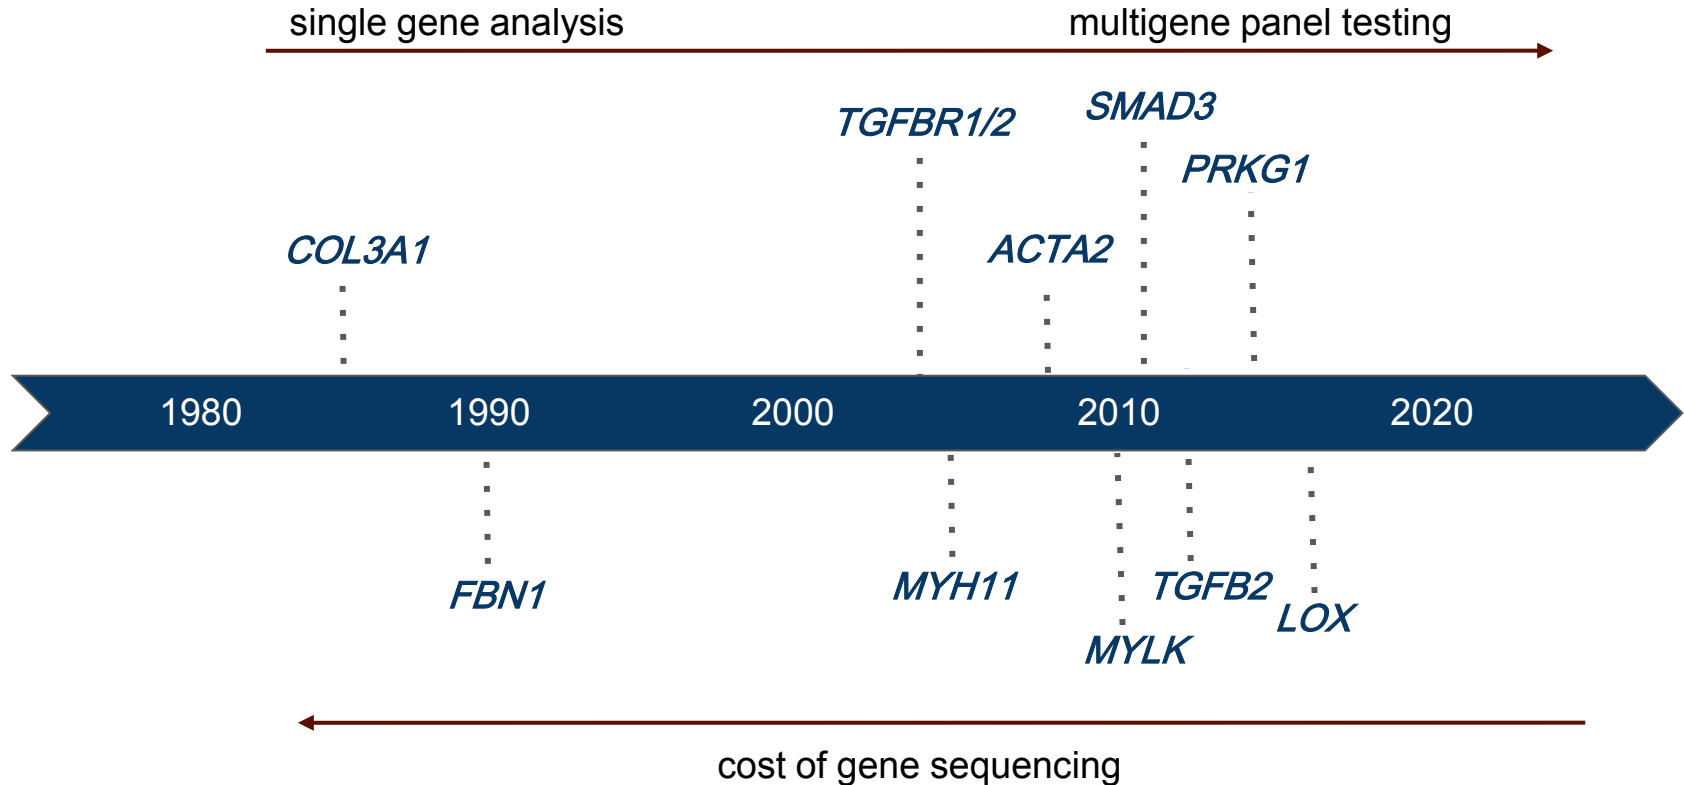 single gene analysis
multigene panel testing
TGFBR1/2
SMAD3
PRKG1
COL3A1
ACTA2
1980
1990
2000
2010
2020
FBN1
MYH11
TGFB2
MYLK
LOX
cost of gene sequencing